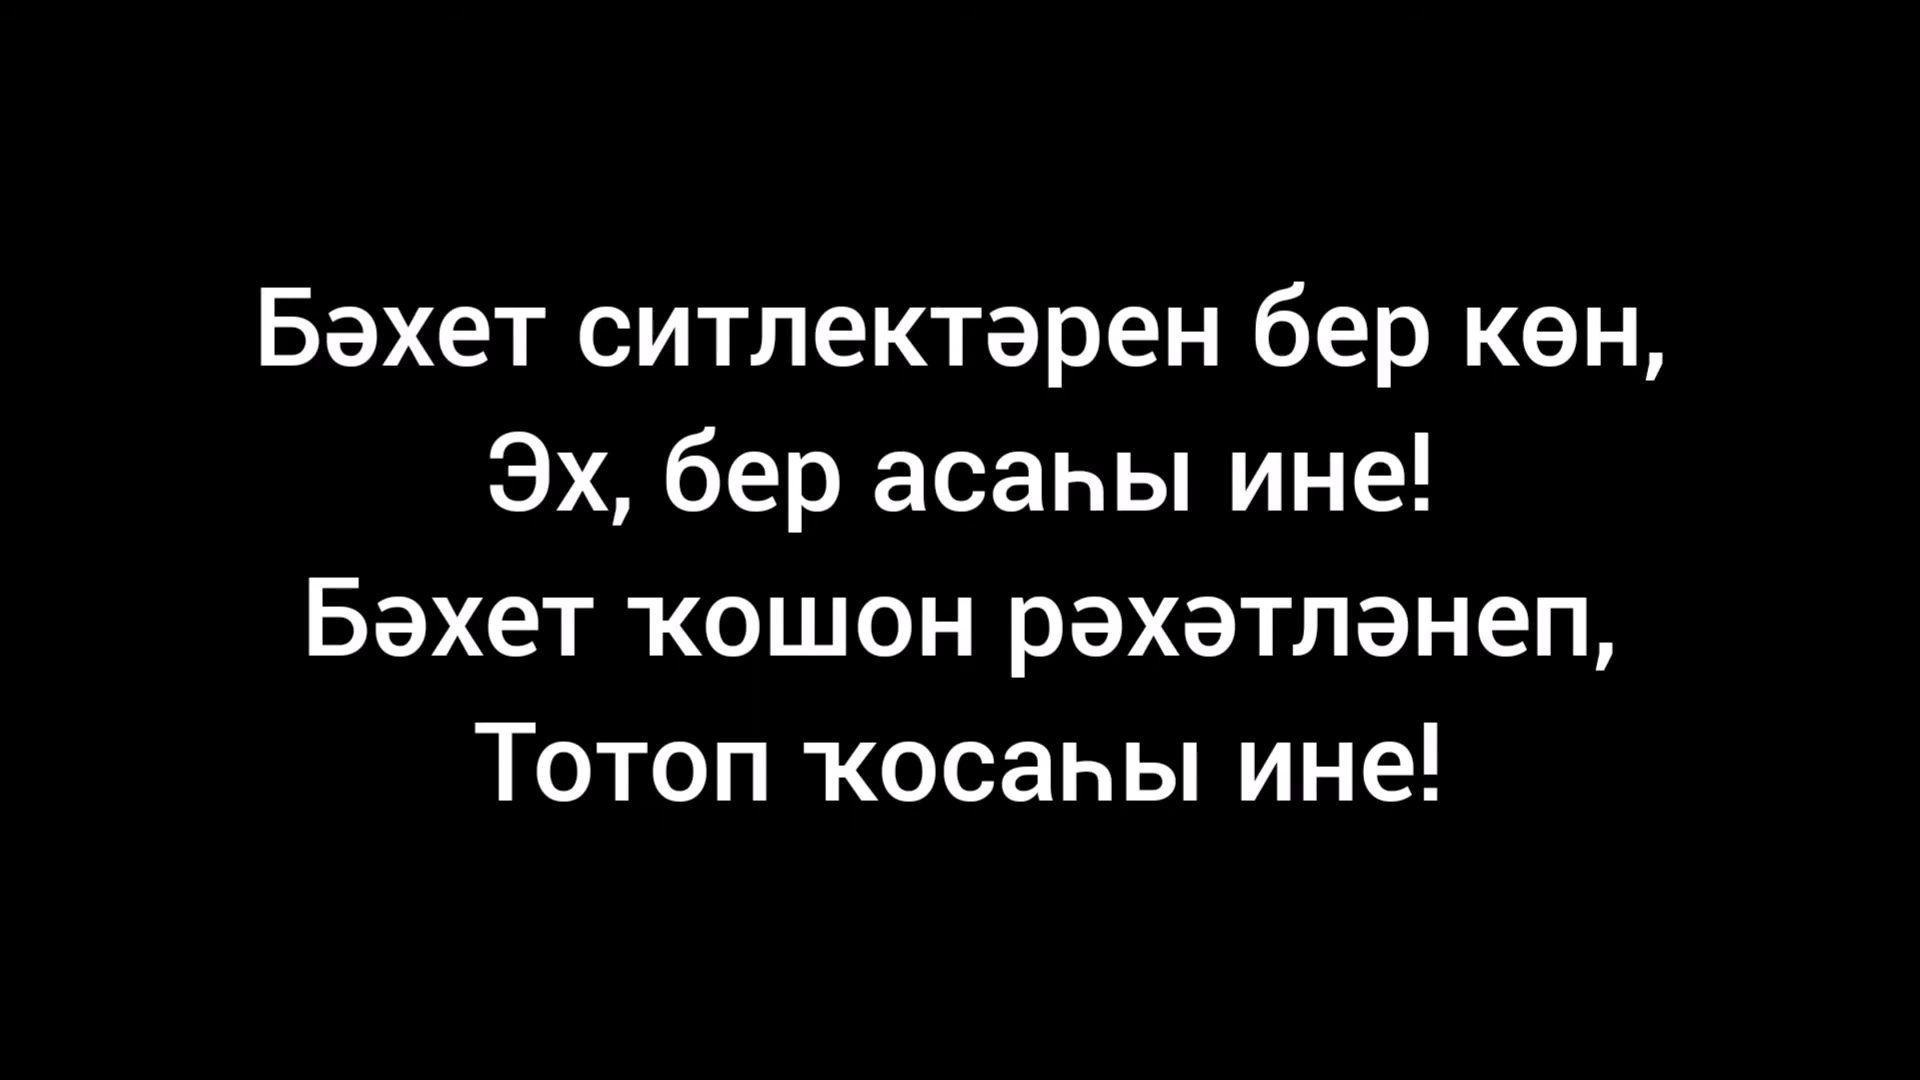 Бәхет ситлектәрен бер көн,
Эх, бер асаһы ине!
Бәхет ҡошон рәхәтләнеп,
Тотоп ҡосаһы ине!